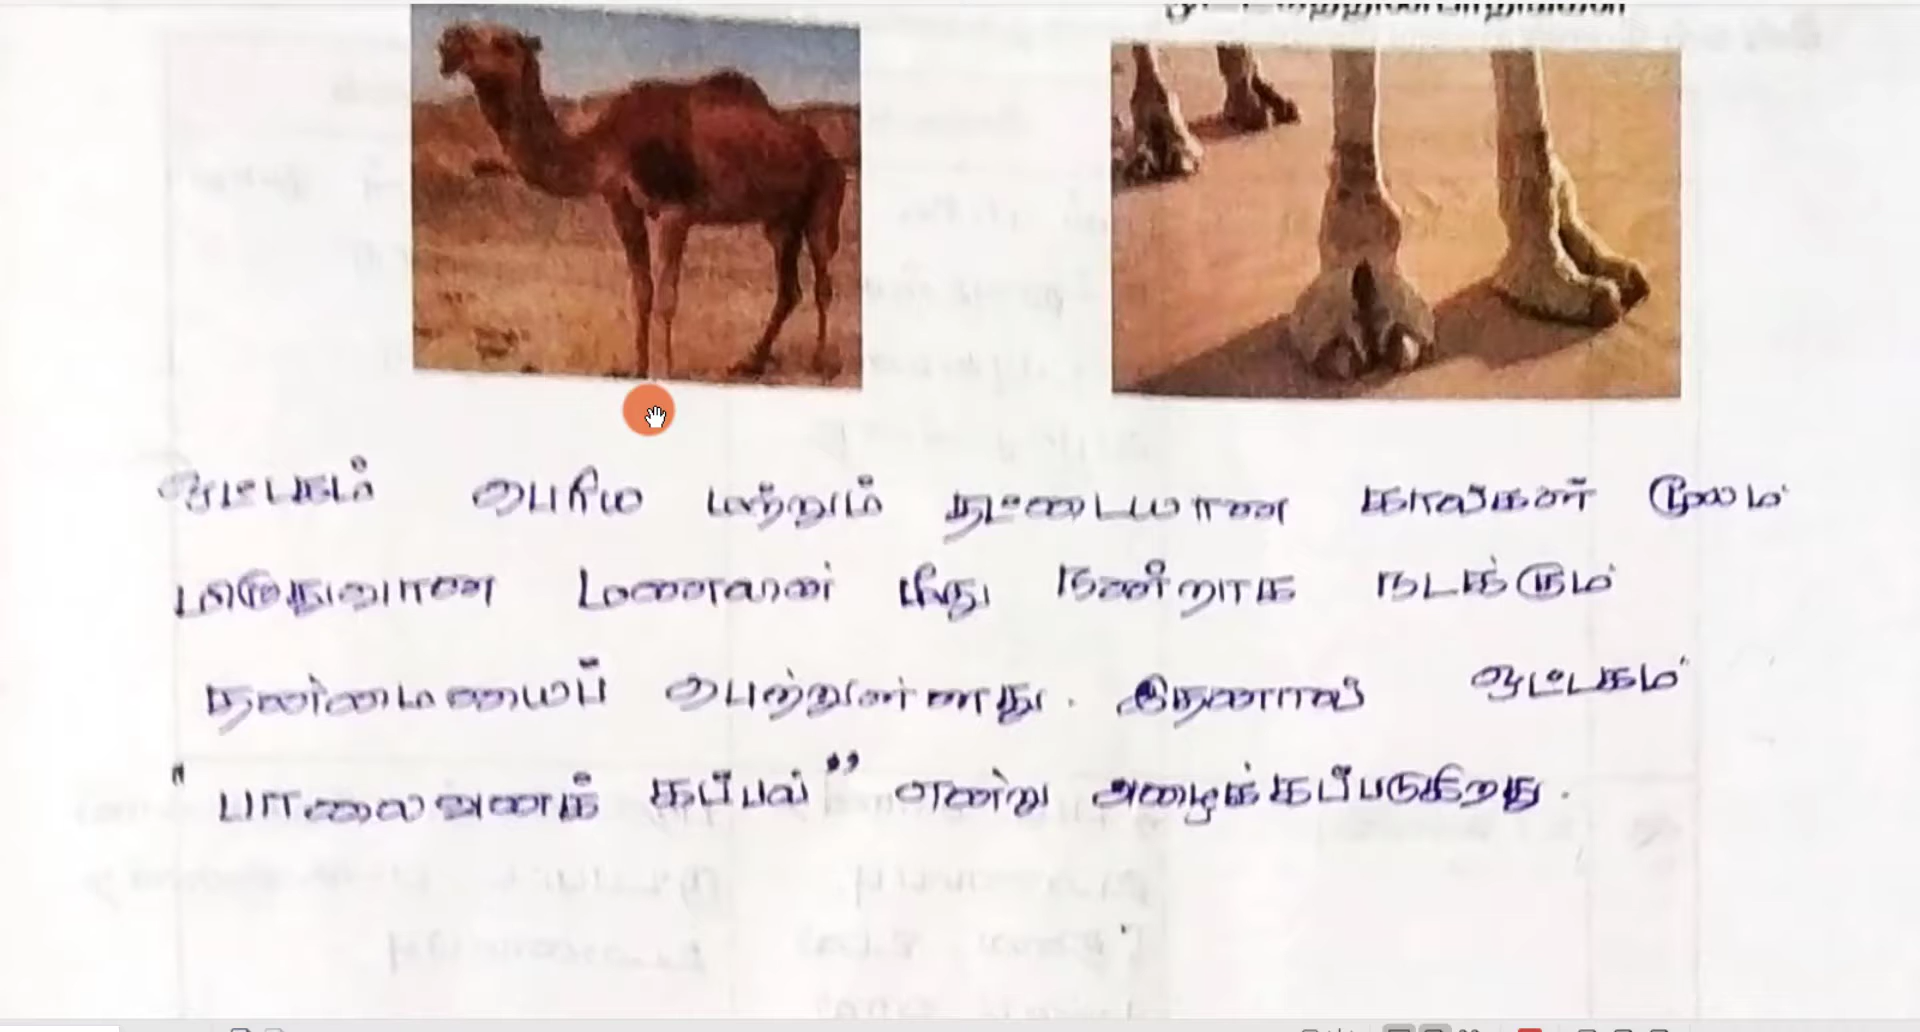 ஒட்டகம் பெரிய மற்றும் தட்டையான கால்கள் மூலம்
மிருதுவான மணலின் மீது நன்றாக நடக்கும்
தன்மையைப் பெற்றுள்ளது. இதனால் ஒட்டகம்
"பாலைவனக் கப்பல்" என்று அழைக்கப்படுகிறது.